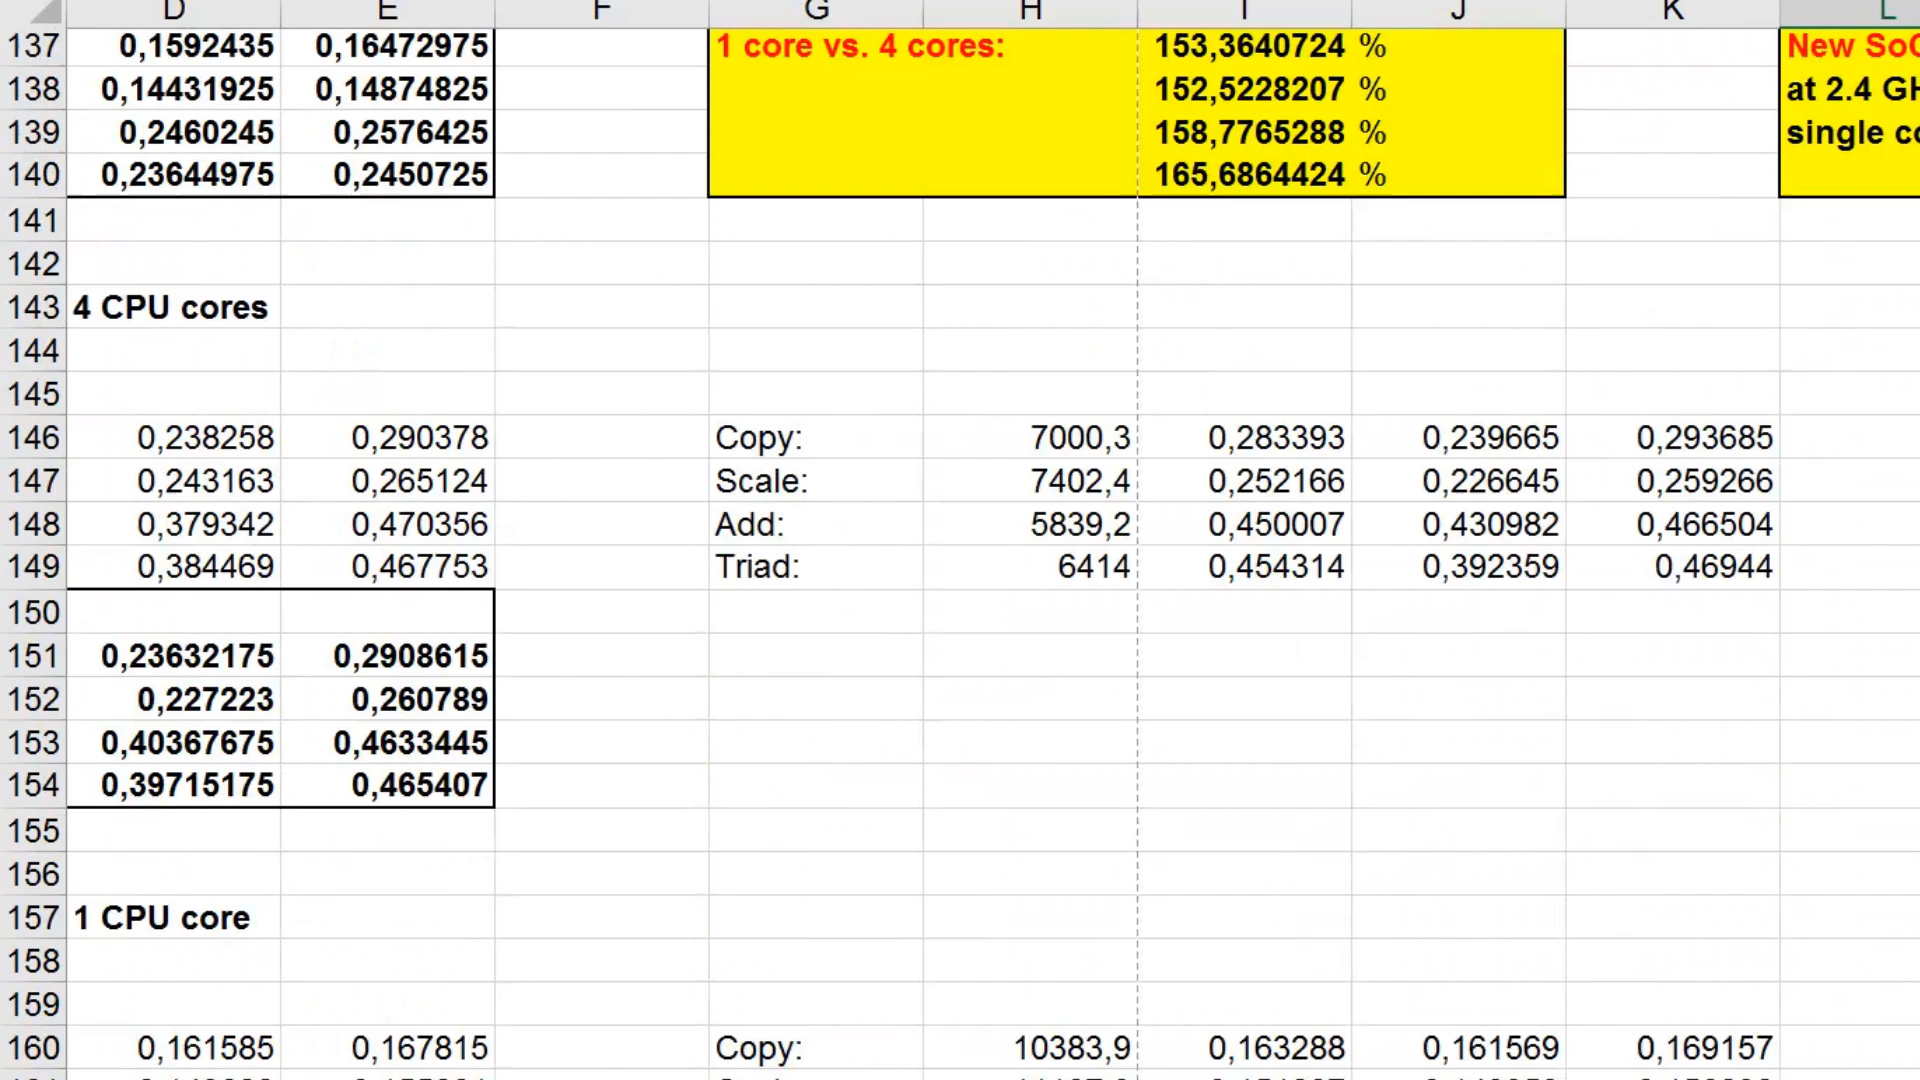 D E F G H I J K L
137 0,1592435 0,16472975 1 core vs. 4 cores: 153,3640724 % New SoC
138 0,14431925 0,14874825 152,5228207 % at 2.4 GH
139 0,2460245 0,2576425 158,7765288 % single co
140 0,23644975 0,2450725 165,6864424 %
141
142
143 4 CPU cores
144
145
146 0,238258 0,290378 Copy: 7000,3 0,283393 0,239665 0,293685
147 0,243163 0,265124 Scale: 7402,4 0,252166 0,226645 0,259266
148 0,379342 0,470356 Add: 5839,2 0,450007 0,430982 0,466504
149 0,384469 0,467753 Triad: 6414 0,454314 0,392359 0,46944
150
151 0,23632175 0,2908615
152 0,227223 0,260789
153 0,40367675 0,4633445
154 0,39715175 0,465407
155
156
157 1 CPU core
158
159
160 0,161585 0,167815 Copy: 10383,9 0,163288 0,161569 0,169157